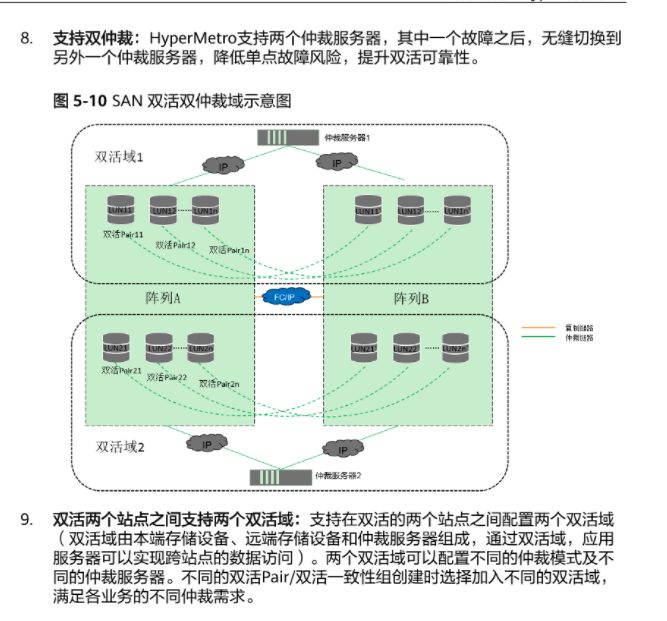 8. 支持双仲裁：HyperMetro支持两个仲裁服务器，其中一个故障之后，无缝切换到
另外一个仲裁服务器，降低单点故障风险，提升双活可靠性。
图 5-10 SAN 双活双仲裁域示意图
仲裁服务器1
双活域1
IP
IP
LUN11 LUN12 ...... LUN1n
LUN11 LUN12 ...... LUN1n
双活Pair11
双活Pair12
双活Pair1n
阵列A
FC/IP
阵列B
复制链路
仲裁链路
LUN21 LUN22 ...... LUN2n
LUN21 LUN22 ...... LUN2n
双活Pair21
双活Pair22
双活Pair2n
双活域2
IP
IP
仲裁服务器2
9. 双活两个站点之间支持两个双活域：支持在双活的两个站点之间配置两个双活域
（双活域由本端存储设备、远端存储设备和仲裁服务器组成，通过双活域，应用
服务器可以实现跨站点的数据访问）。两个双活域可以配置不同的仲裁模式及不
同的仲裁服务器。不同的双活Pair/双活一致性组创建时选择加入不同的双活域，
满足各业务的不同仲裁需求。